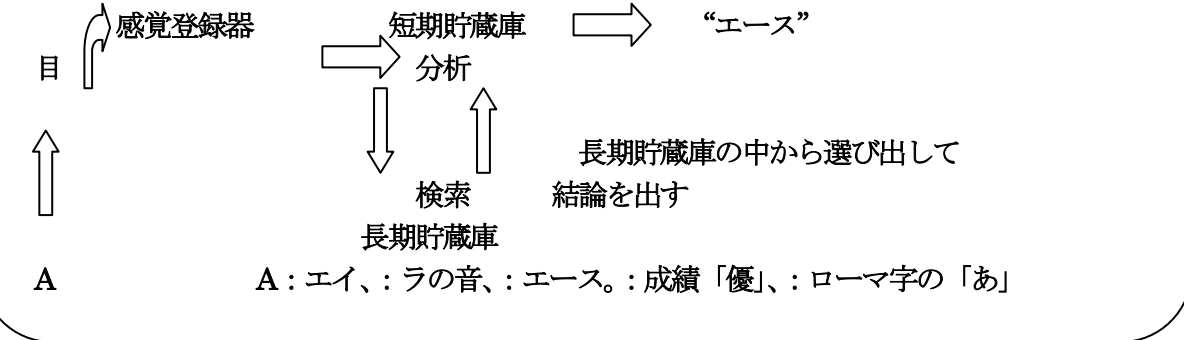 感覚登録器 短期貯蔵庫 “エース”
目 分析
長期貯蔵庫の中から選び出して
検索 結論を出す
長期貯蔵庫
A A：エイ、：ラの音、：エース。：成績「優」、：ローマ字の「あ」